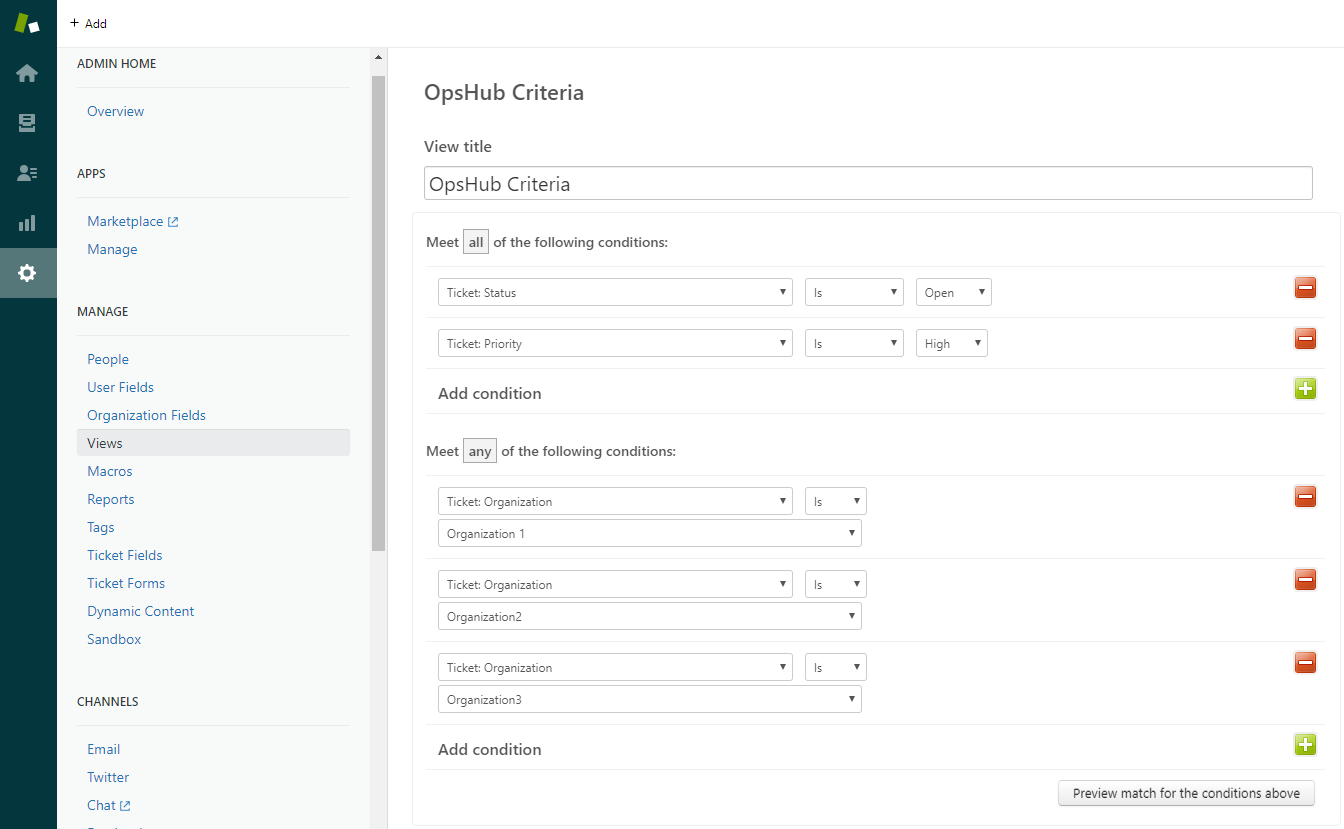 + Add
ADMIN HOME
Overview
APPS
Marketplace
Manage
MANAGE
People
User Fields
Organization Fields
Views
Macros
Reports
Tags
Ticket Fields
Ticket Forms
Dynamic Content
Sandbox
CHANNELS
Email
Twitter
Chat
OpsHub Criteria
View title
OpsHub Criteria
Meet all of the following conditions:
Ticket: Status Is Open
Ticket: Priority Is High
Add condition
Meet any of the following conditions:
Ticket: Organization Is
Organization 1
Ticket: Organization Is
Organization2
Ticket: Organization Is
Organization3
Add condition
Preview match for the conditions above